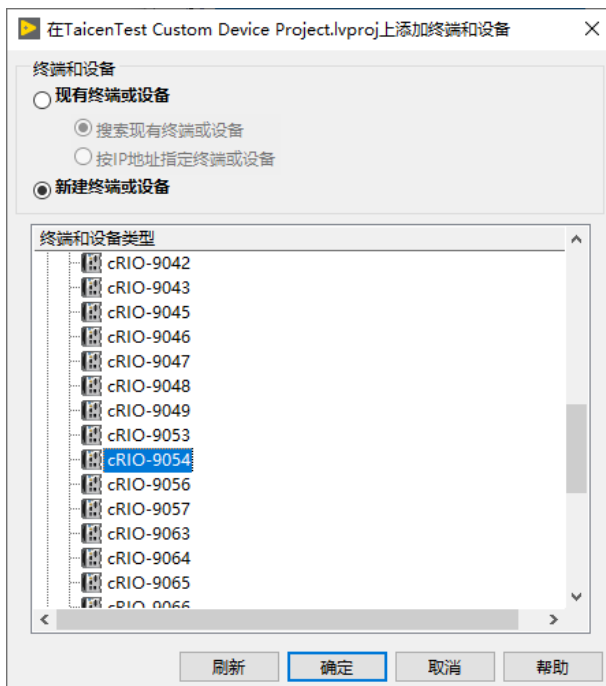 在TaicenTest Custom Device Project.lvproj上添加终端和设备
终端和设备
现有终端或设备
搜索现有终端或设备
按IP地址指定终端或设备
新建终端或设备
终端和设备类型
cRIO-9042
cRIO-9043
cRIO-9045
cRIO-9046
cRIO-9047
cRIO-9048
cRIO-9049
cRIO-9053
cRIO-9054
cRIO-9056
cRIO-9057
cRIO-9063
cRIO-9064
cRIO-9065
cRIO-9066
刷新 确定 取消 帮助